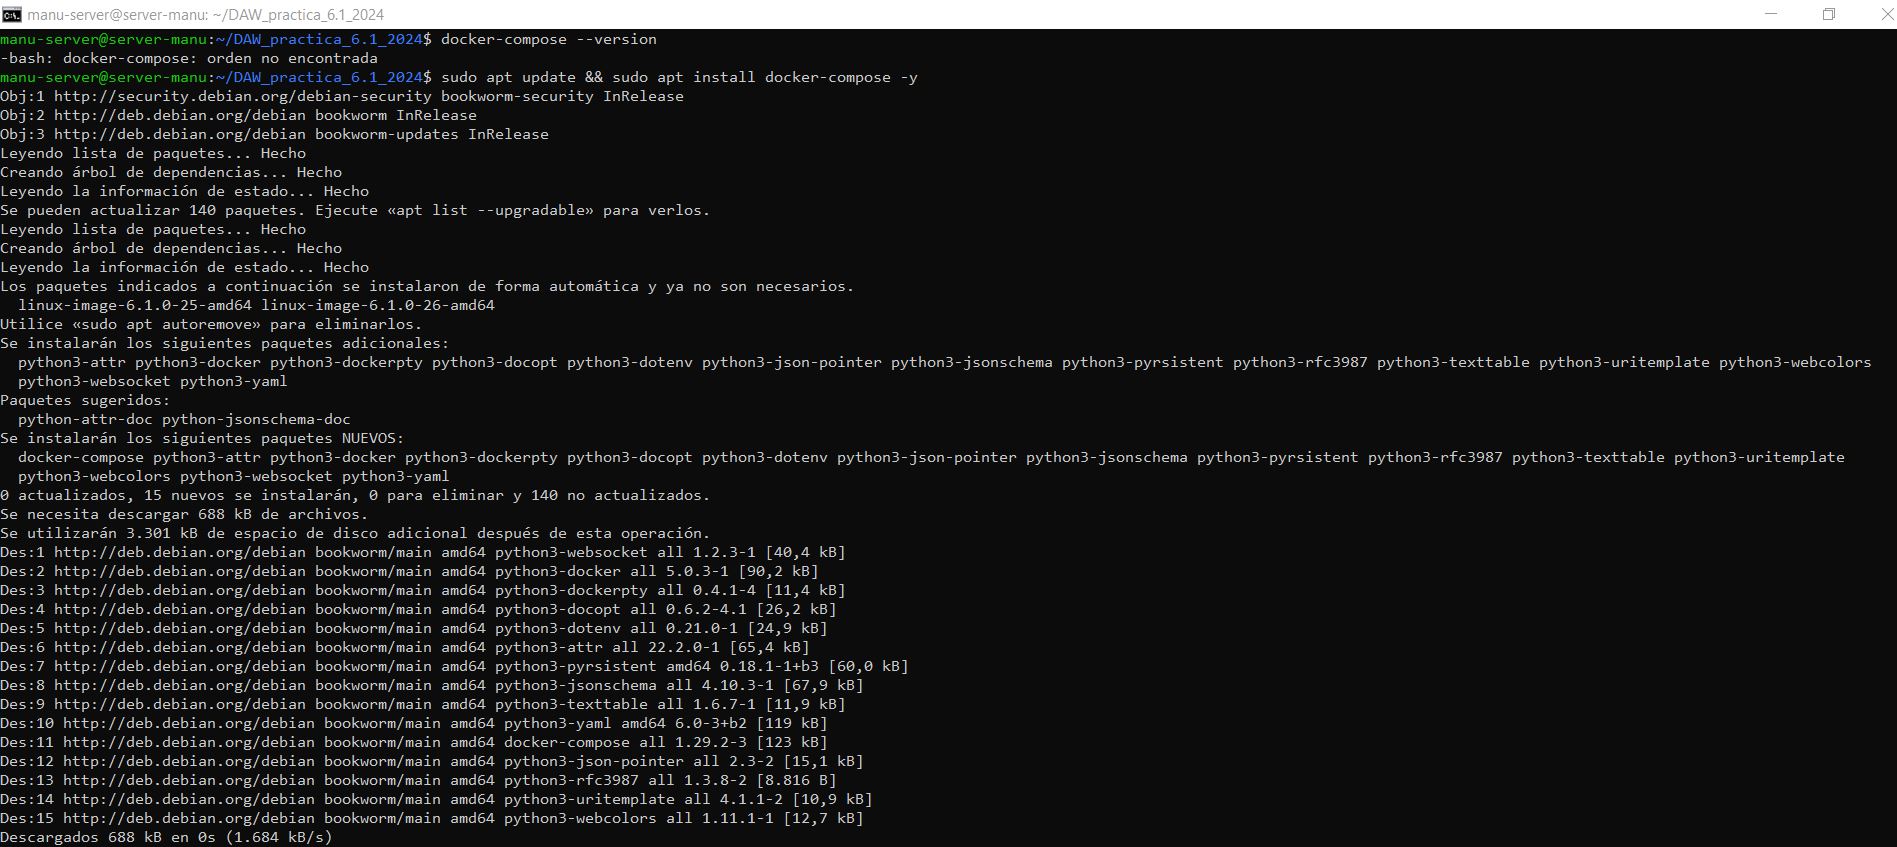 manu-server@server-manu: ~/DAW_practica_6.1_2024
manu-server@server-manu:~/DAW_practica_6.1_2024$ docker-compose --version
-bash: docker-compose: orden no encontrada
manu-server@server-manu:~/DAW_practica_6.1_2024$ sudo apt update && sudo apt install docker-compose -y
Obj:1 http://security.debian.org/debian-security bookworm-security InRelease
Obj:2 http://deb.debian.org/debian bookworm InRelease
Obj:3 http://deb.debian.org/debian bookworm-updates InRelease
Leyendo lista de paquetes... Hecho
Creando árbol de dependencias... Hecho
Leyendo la información de estado... Hecho
Se pueden actualizar 140 paquetes. Ejecute «apt list --upgradable» para verlos.
Leyendo lista de paquetes... Hecho
Creando árbol de dependencias... Hecho
Leyendo la información de estado... Hecho
Los paquetes indicados a continuación se instalaron de forma automática y ya no son necesarios.
  linux-image-6.1.0-25-amd64 linux-image-6.1.0-26-amd64
Utilice «sudo apt autoremove» para eliminarlos.
Se instalarán los siguientes paquetes adicionales:
  python3-attr python3-docker python3-dockerpty python3-docopt python3-dotenv python3-json-pointer python3-jsonschema python3-pyrsistent python3-rfc3987 python3-texttable python3-uritemplate python3-webcolors
  python3-websocket python3-yaml
Paquetes sugeridos:
  python-attr-doc python-jsonschema-doc
Se instalarán los siguientes paquetes NUEVOS:
  docker-compose python3-attr python3-docker python3-dockerpty python3-docopt python3-dotenv python3-json-pointer python3-jsonschema python3-pyrsistent python3-rfc3987 python3-texttable python3-uritemplate
  python3-webcolors python3-websocket python3-yaml
0 actualizados, 15 nuevos se instalarán, 0 para eliminar y 140 no actualizados.
Se necesita descargar 688 kB de archivos.
Se utilizarán 3.301 kB de espacio de disco adicional después de esta operación.
Des:1 http://deb.debian.org/debian bookworm/main amd64 python3-websocket all 1.2.3-1 [40,4 kB]
Des:2 http://deb.debian.org/debian bookworm/main amd64 python3-docker all 5.0.3-1 [90,2 kB]
Des:3 http://deb.debian.org/debian bookworm/main amd64 python3-dockerpty all 0.4.1-4 [11,4 kB]
Des:4 http://deb.debian.org/debian bookworm/main amd64 python3-docopt all 0.6.2-4.1 [26,2 kB]
Des:5 http://deb.debian.org/debian bookworm/main amd64 python3-dotenv all 0.21.0-1 [24,9 kB]
Des:6 http://deb.debian.org/debian bookworm/main amd64 python3-attr all 22.2.0-1 [65,4 kB]
Des:7 http://deb.debian.org/debian bookworm/main amd64 python3-pyrsistent amd64 0.18.1-1+b3 [60,0 kB]
Des:8 http://deb.debian.org/debian bookworm/main amd64 python3-jsonschema all 4.10.3-1 [67,9 kB]
Des:9 http://deb.debian.org/debian bookworm/main amd64 python3-texttable all 1.6.7-1 [11,9 kB]
Des:10 http://deb.debian.org/debian bookworm/main amd64 python3-yaml amd64 6.0-3+b2 [119 kB]
Des:11 http://deb.debian.org/debian bookworm/main amd64 docker-compose all 1.29.2-3 [123 kB]
Des:12 http://deb.debian.org/debian bookworm/main amd64 python3-json-pointer all 2.3-2 [15,1 kB]
Des:13 http://deb.debian.org/debian bookworm/main amd64 python3-rfc3987 all 1.3.8-2 [8.816 B]
Des:14 http://deb.debian.org/debian bookworm/main amd64 python3-uritemplate all 4.1.1-2 [10,9 kB]
Des:15 http://deb.debian.org/debian bookworm/main amd64 python3-webcolors all 1.11.1-1 [12,7 kB]
Descargados 688 kB en 0s (1.684 kB/s)